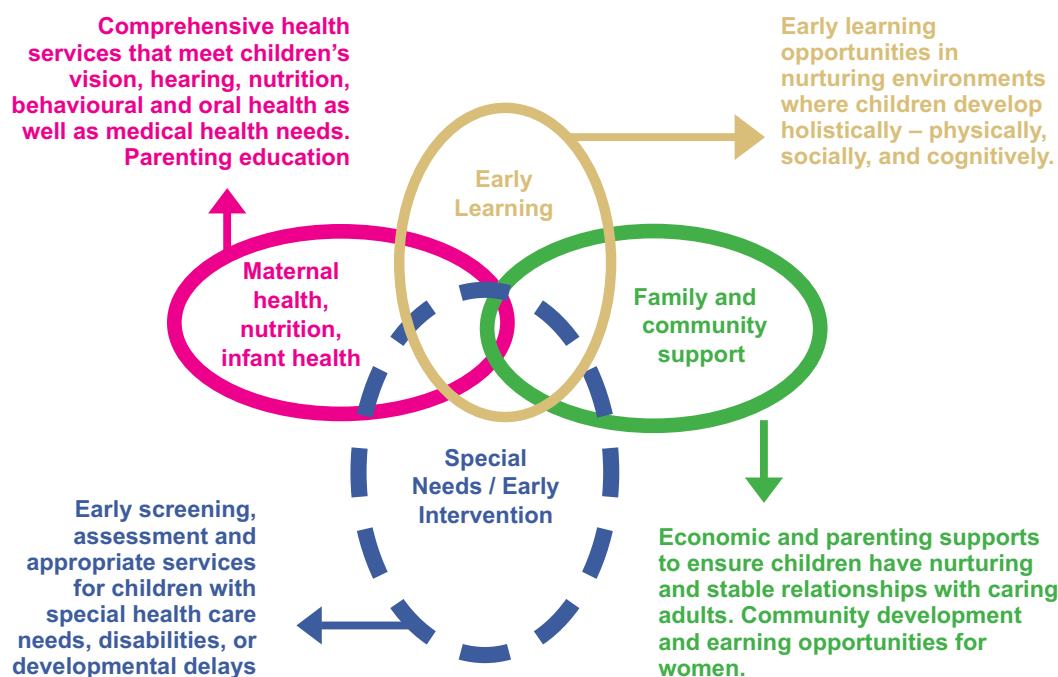 Comprehensive health
services that meet children's
vision, hearing, nutrition,
behavioural and oral health as
well as medical health needs.
Parenting education
Early learning
opportunities in
nurturing environments
where children develop
holistically – physically,
socially, and cognitively.
Early
Learning
Maternal
health,
nutrition,
infant health
Family and
community
support
Special
Needs / Early
Intervention
Early screening,
assessment and
appropriate services
for children with
special health care
needs, disabilities, or
developmental delays
Economic and parenting supports
to ensure children have nurturing
and stable relationships with caring
adults. Community development
and earning opportunities for
women.